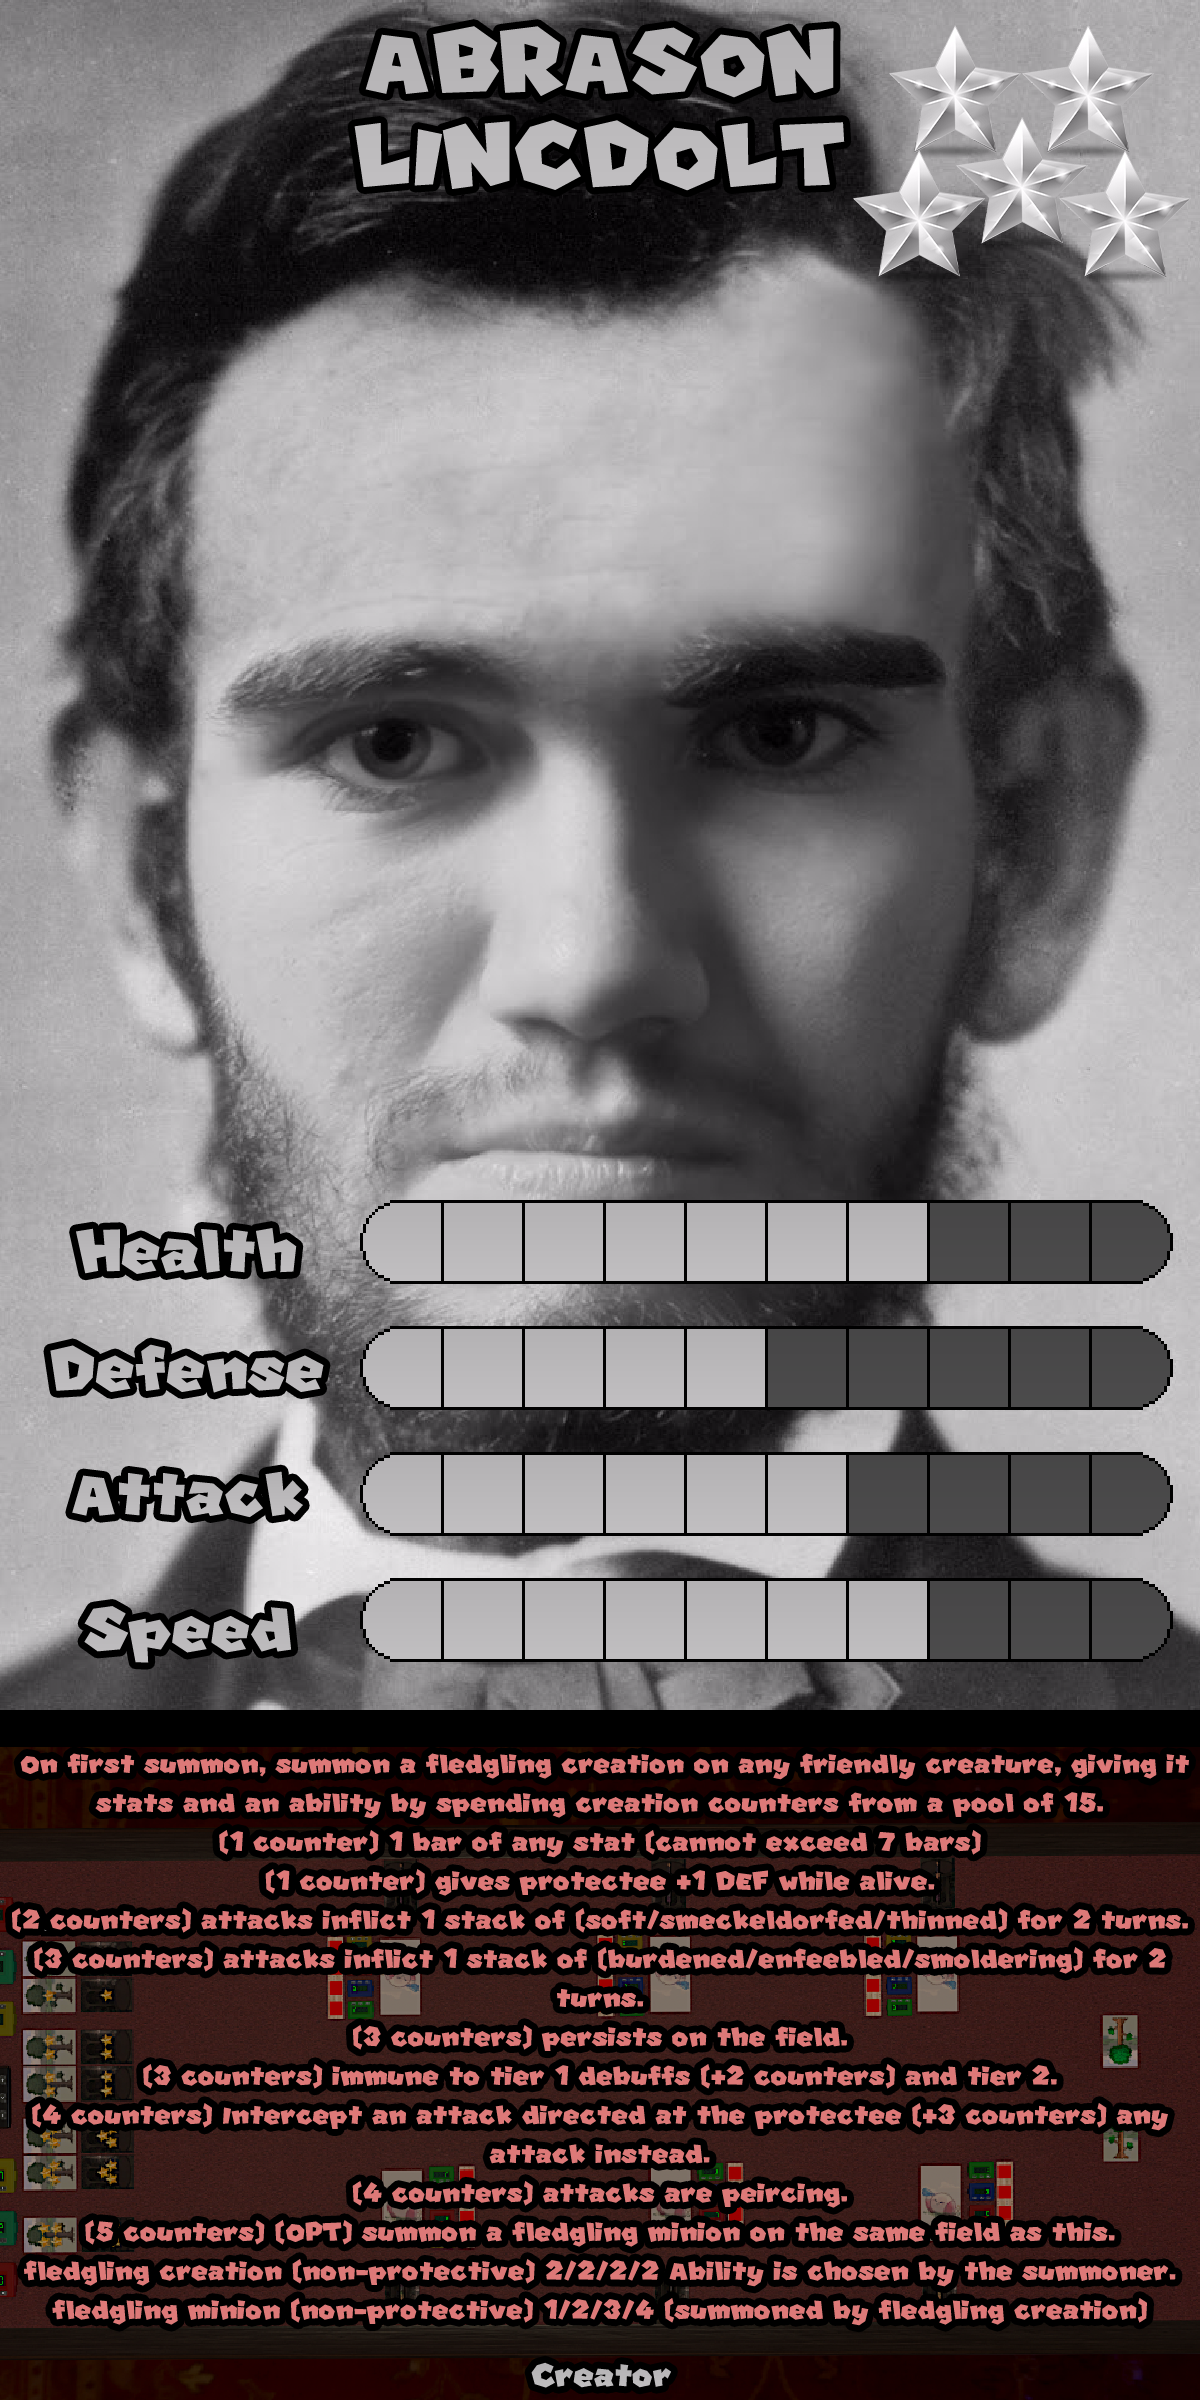 ABRASON
LINCDOLT
Health
Defense
Attack
Speed
On first summon, summon a fledgling creation on any friendly creature, giving it
stats and an ability by spending creation counters from a pool of 15.
(1 counter) 1 bar of any stat (cannot exceed 7 bars)
(1 counter) gives protectee +1 DEF while alive.
(2 counters) attacks inflict 1 stack of (soft/smeckeldorfed/thinned) for 2 turns.
(3 counters) attacks inflict 1 stack of (burdened/enfeebled/smoldering) for 2
turns.
(3 counters) persists on the field.
(3 counters) immune to tier 1 debuffs (+2 counters) and tier 2.
(4 counters) Intercept an attack directed at the protectee (+3 counters) any
attack instead.
(4 counters) attacks are peircing.
(5 counters) (OPT) summon a fledgling minion on the same field as this.
fledgling creation (non-protective) 2/2/2/2 Ability is chosen by the summoner.
fledgling minion (non-protective) 1/2/3/4 (summoned by fledgling creation)
Creator